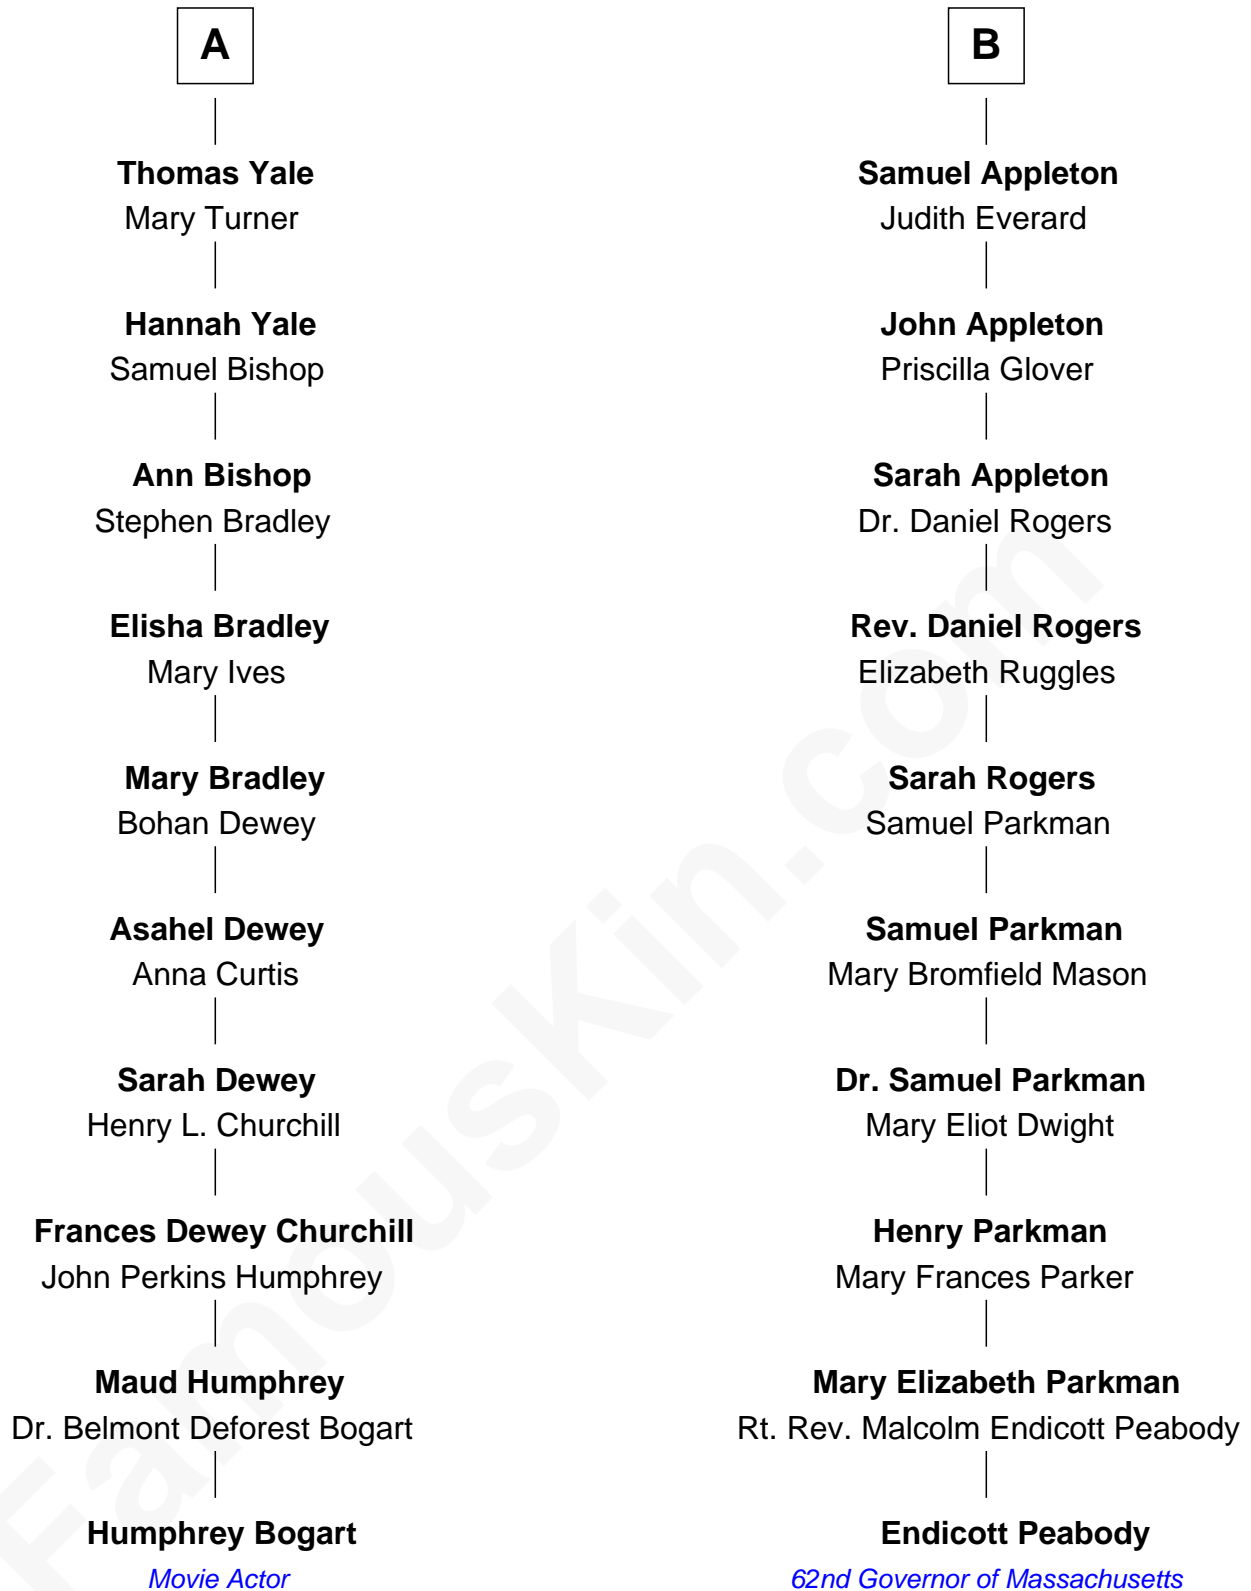 A
Thomas Yale
Mary Turner
Hannah Yale
Samuel Bishop
Ann Bishop
Stephen Bradley
Elisha Bradley
Mary Ives
Mary Bradley
Bohan Dewey
Asahel Dewey
Anna Curtis
Sarah Dewey
Henry L. Churchill
Frances Dewey Churchill
John Perkins Humphrey
Maud Humphrey
Dr. Belmont Deforest Bogart
Humphrey Bogart
Movie Actor
B
Samuel Appleton
Judith Everard
John Appleton
Priscilla Glover
Sarah Appleton
Dr. Daniel Rogers
Rev. Daniel Rogers
Elizabeth Ruggles
Sarah Rogers
Samuel Parkman
Samuel Parkman
Mary Bromfield Mason
Dr. Samuel Parkman
Mary Eliot Dwight
Henry Parkman
Mary Frances Parker
Mary Elizabeth Parkman
Rt. Rev. Malcolm Endicott Peabody
Endicott Peabody
62nd Governor of Massachusetts
FamousKin.com